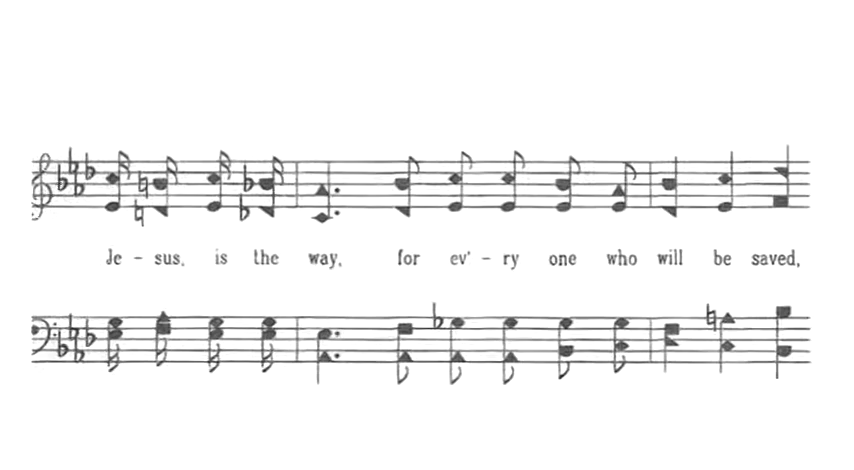 Je - sus, is the way, for ev' - ry one who will be saved,